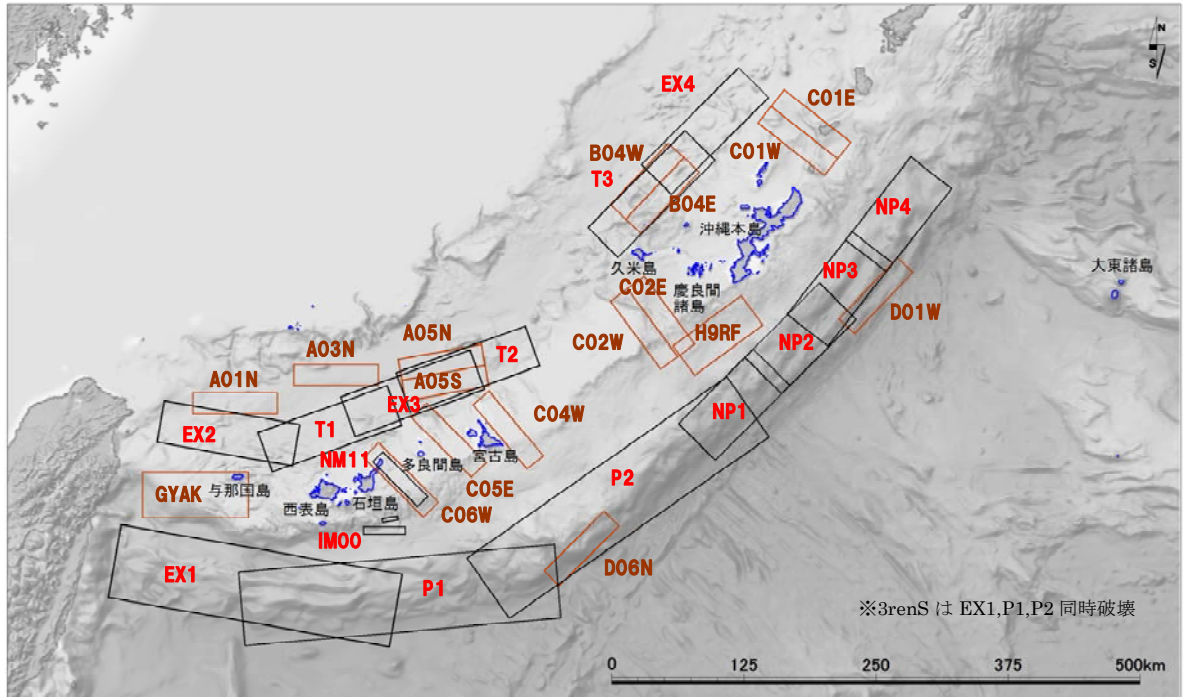 N
S
EX4
C01E
B04W
C01W
T3
B04E
NP4
沖縄本島
久米島
NP3
大東諸島
慶良間
諸島
C02E
D01W
H9RF
C02W
NP2
A05N
T2
A03N
A05S
A01N
EX3
C04W
NP1
EX2
T1
NM11
多良間島
宮古島
P2
GYAK
与那国島
西表島
石垣島
C05E
C06W
IM00
D06N
EX1
P1
※3renS は EX1,P1,P2 同時破壊
0
125
250
375
500km